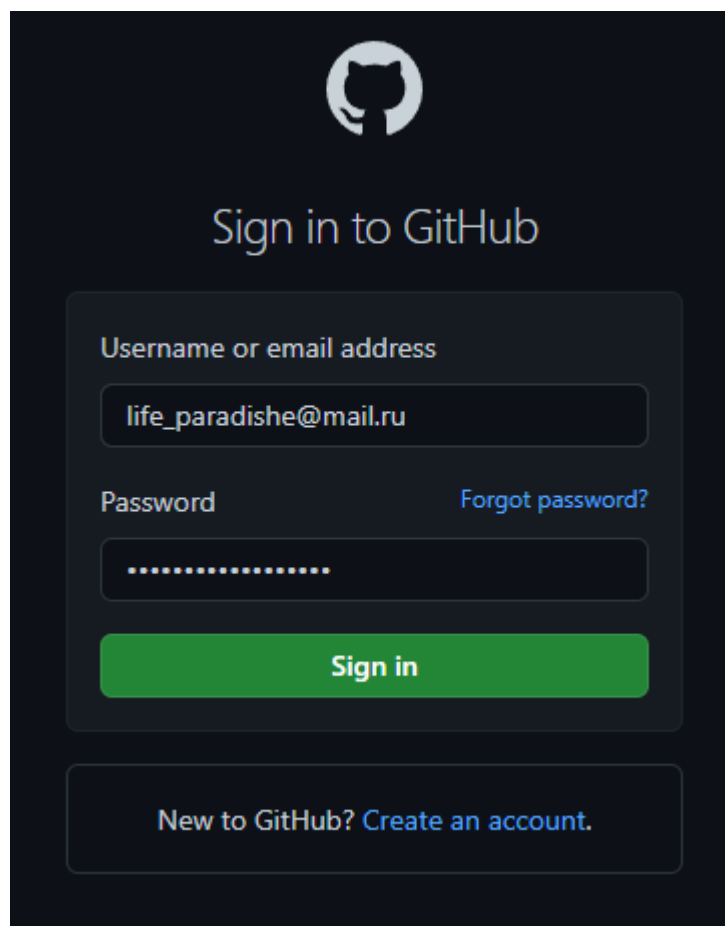 Sign in to GitHub
Username or email address
life_paradishe@mail.ru
Password Forgot password?
••••••••••••••••••
Sign in
New to GitHub? Create an account.